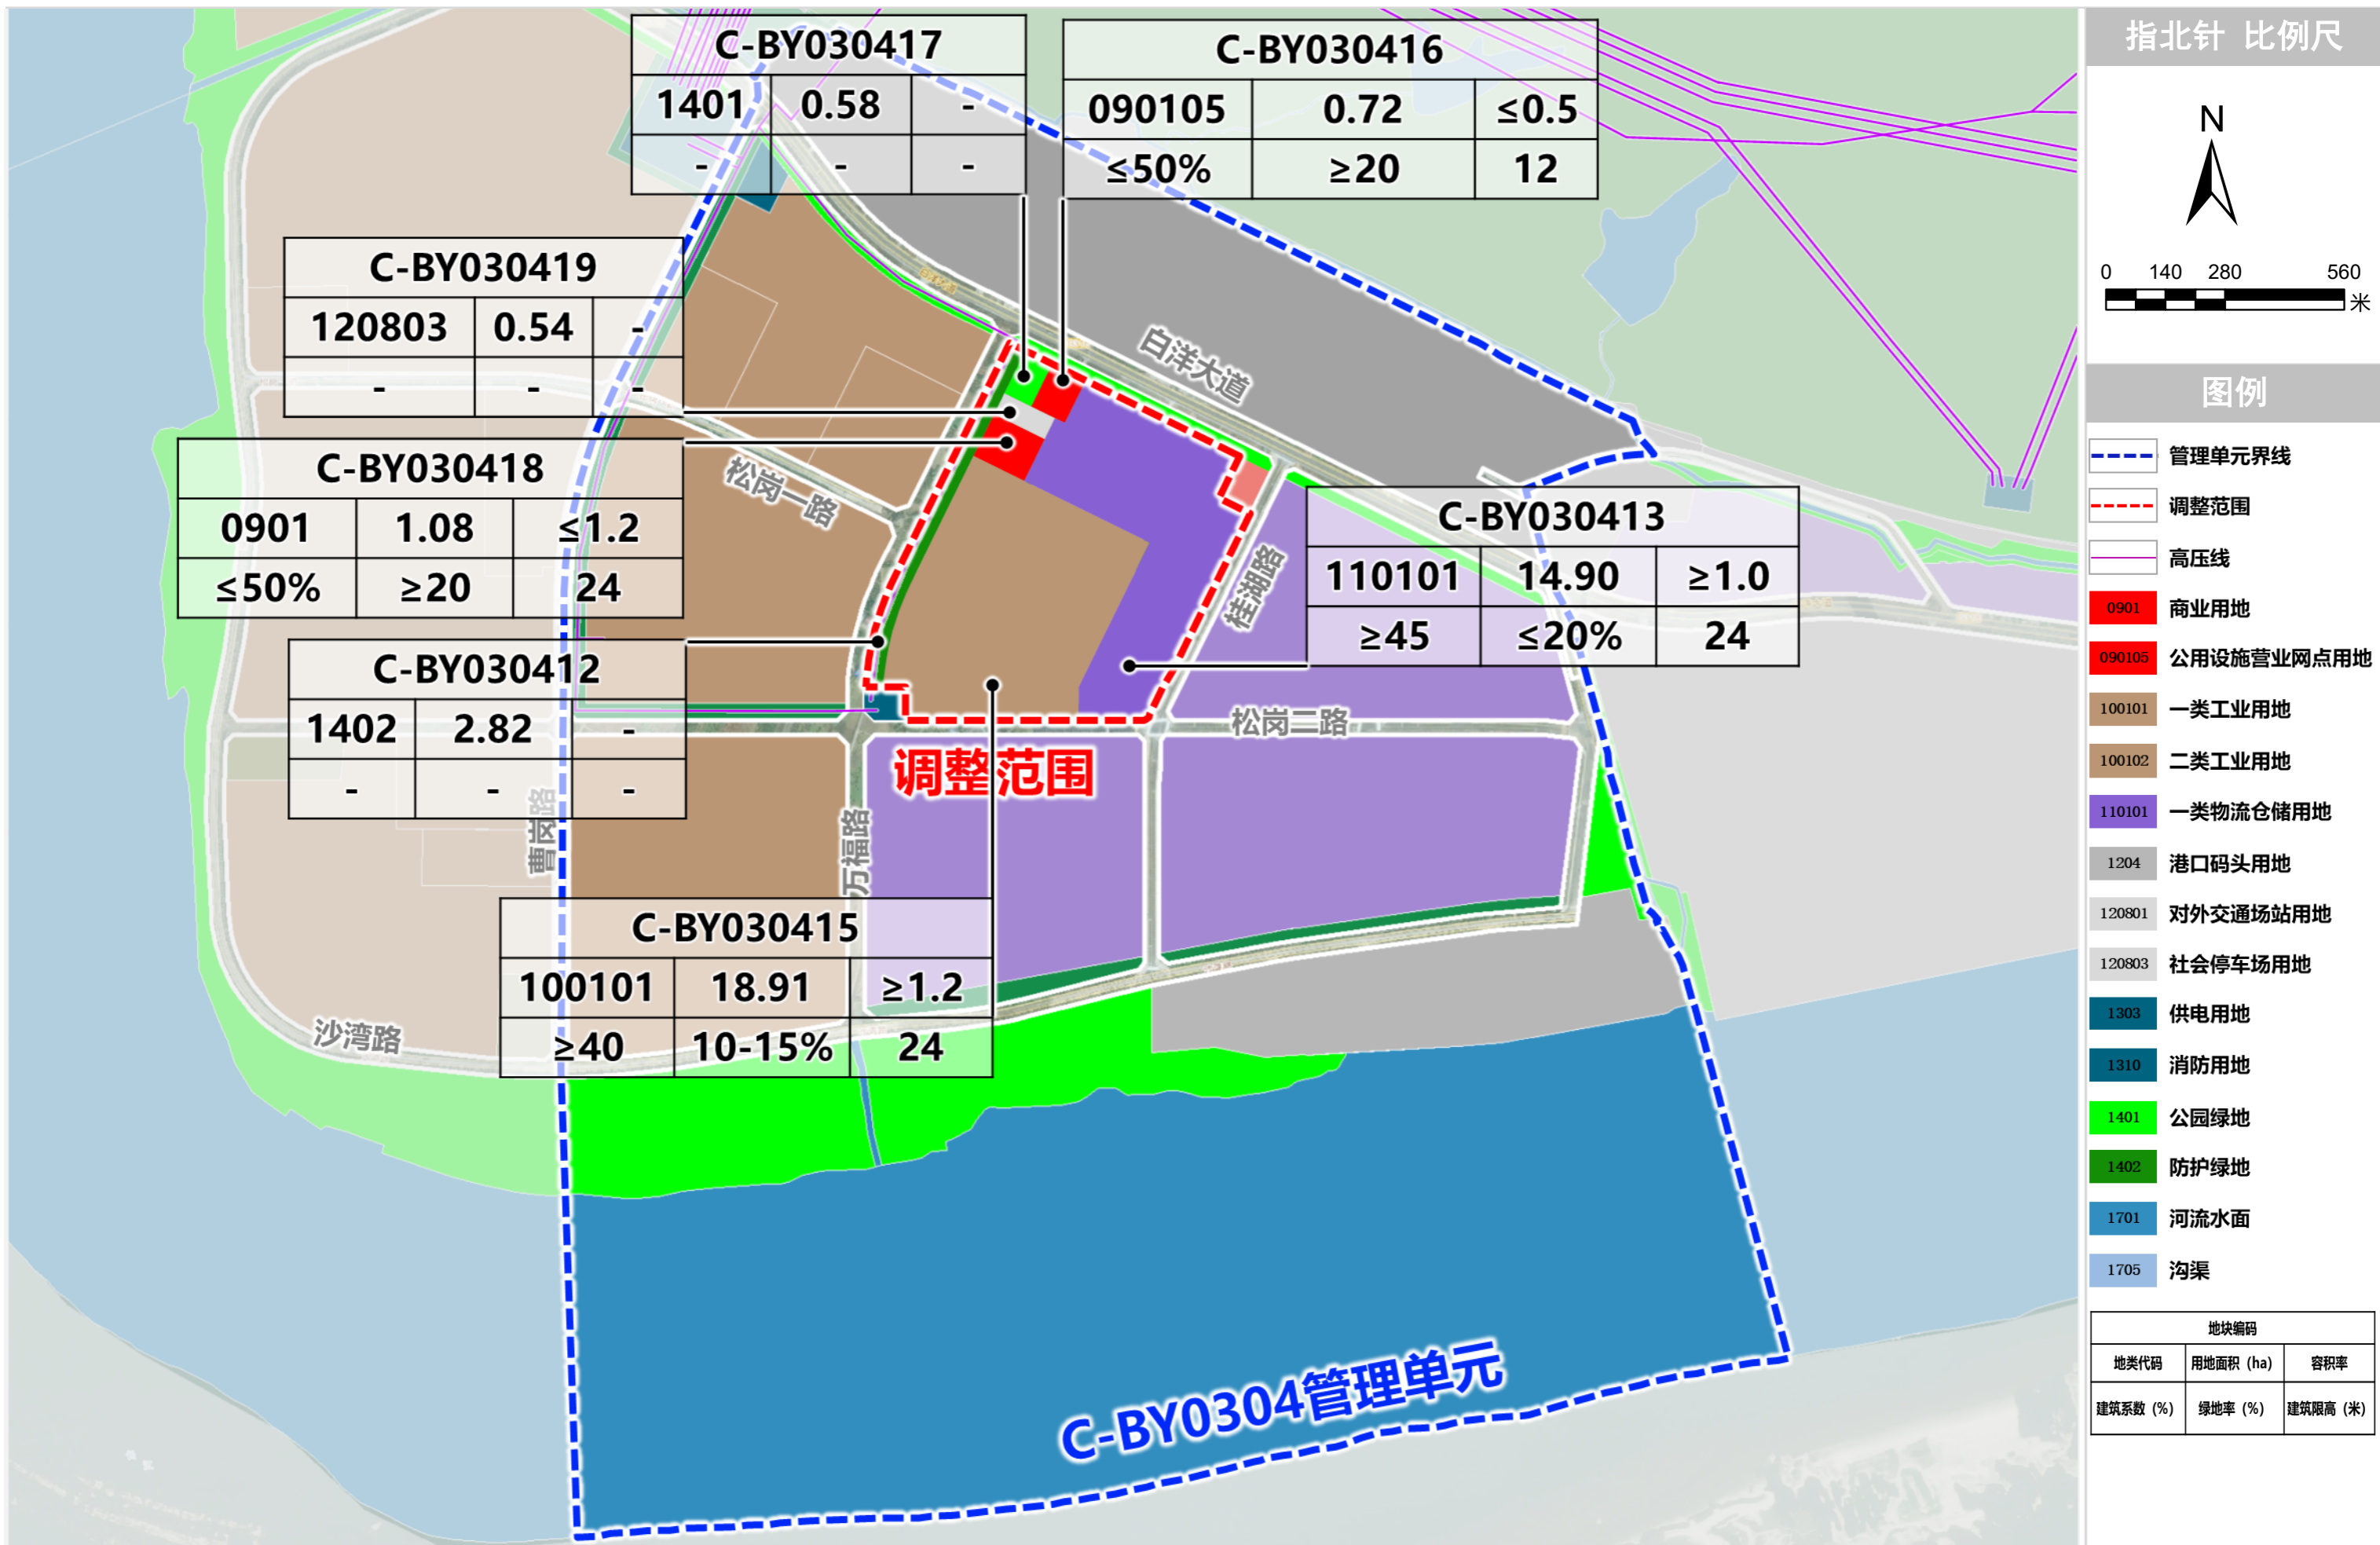 C-BY030417
1401 0.58 -
- - -
C-BY030416
090105 0.72 ≤0.5
≤50% ≥20 12
C-BY030419
120803 0.54 -
- - -
C-BY030418
0901 1.08 ≤1.2
≤50% ≥20 24
C-BY030412
1402 2.82 -
- - -
C-BY030413
110101 14.90 ≥1.0
≥45 ≤20% 24
C-BY030415
100101 18.91 ≥1.2
≥40 10-15% 24
白洋大道
松岗一路
桂湖路
松岗二路
调整范围
曹岗路
万福路
沙湾路
C-BY0304管理单元
指北针 比例尺
N
0 140 280 560
米
图例
管理单元界线
调整范围
高压线
0901 商业用地
090105 公用设施营业网点用地
100101 一类工业用地
100102 二类工业用地
110101 一类物流仓储用地
1204 港口码头用地
120801 对外交通场站用地
120803 社会停车场用地
1303 供电用地
1310 消防用地
1401 公园绿地
1402 防护绿地
1701 河流水面
1705 沟渠
地块编码
地类代码 用地面积（ha） 容积率
建筑系数（%） 绿地率（%） 建筑限高（米）